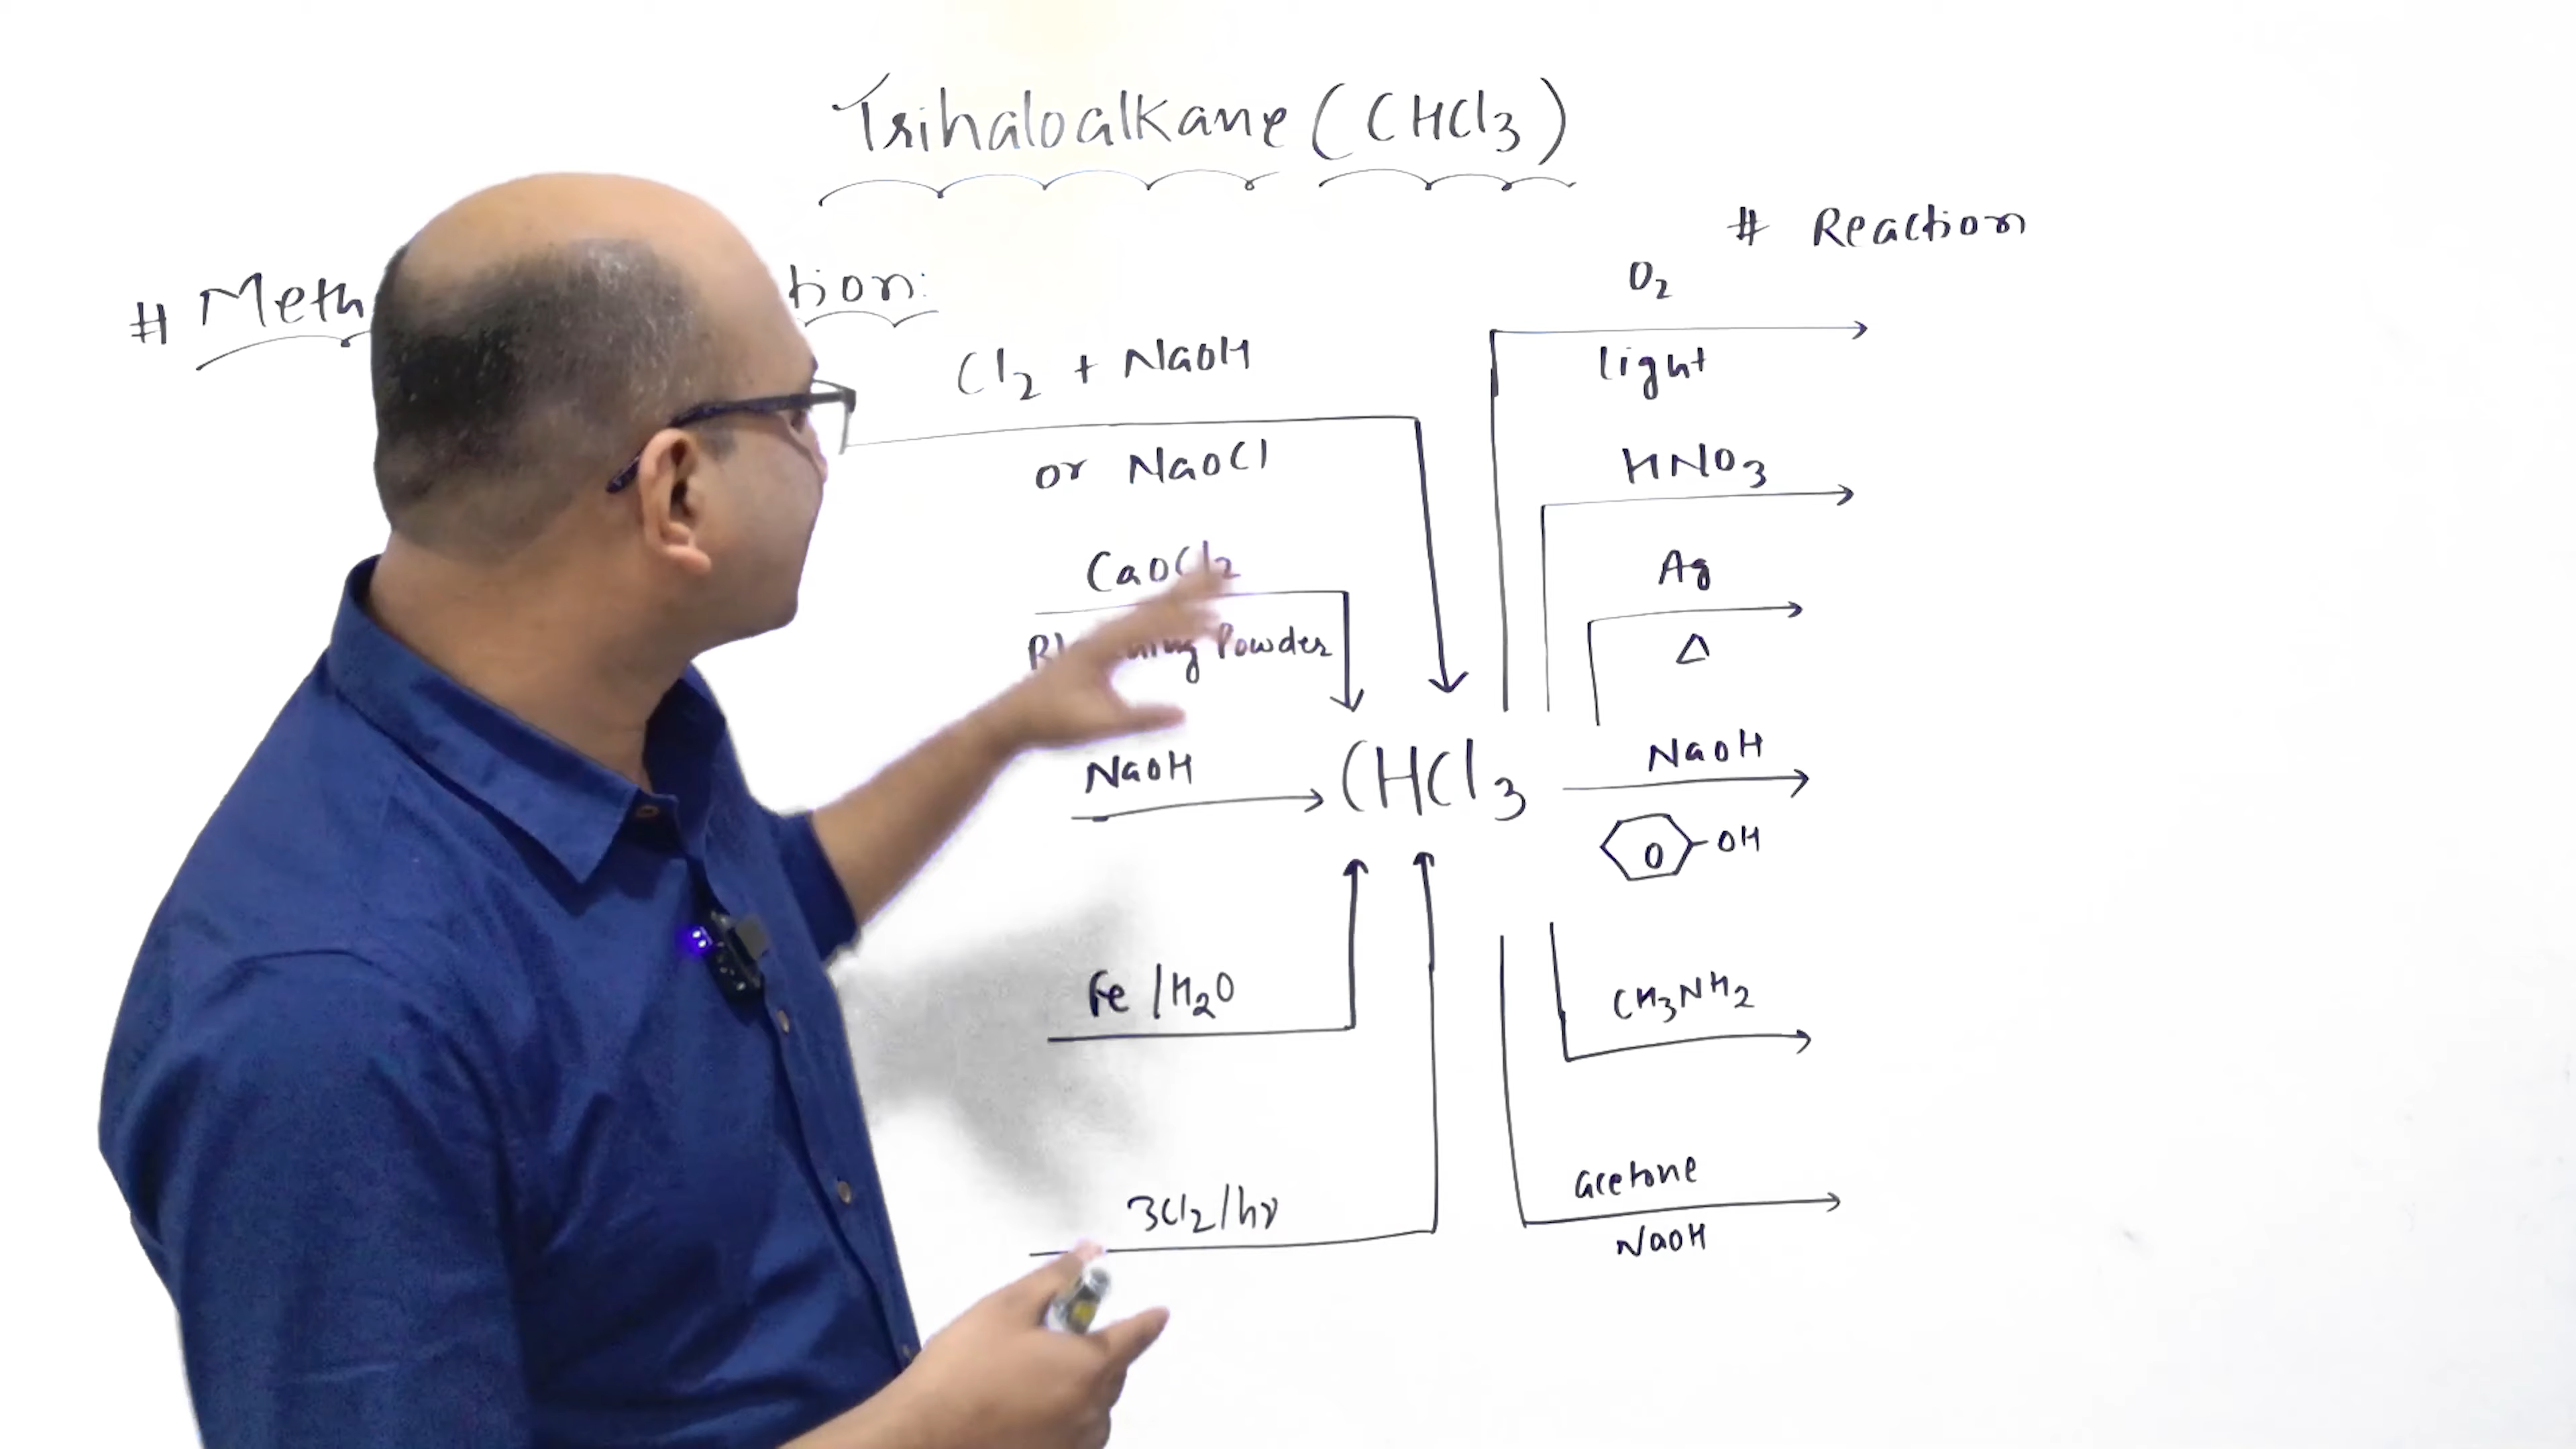 Trihaloalkane (CHCl3)
# Reaction
# Meth tion:
O2
light
Cl2 + NaOH
or NaOCl
HNO3
CaOCl2
Powder
Ag
Δ
NaOH
CHCl3
NaOH
OH
Fe/H2O
CH3NH2
3Cl2/hν
acetone
NaOH